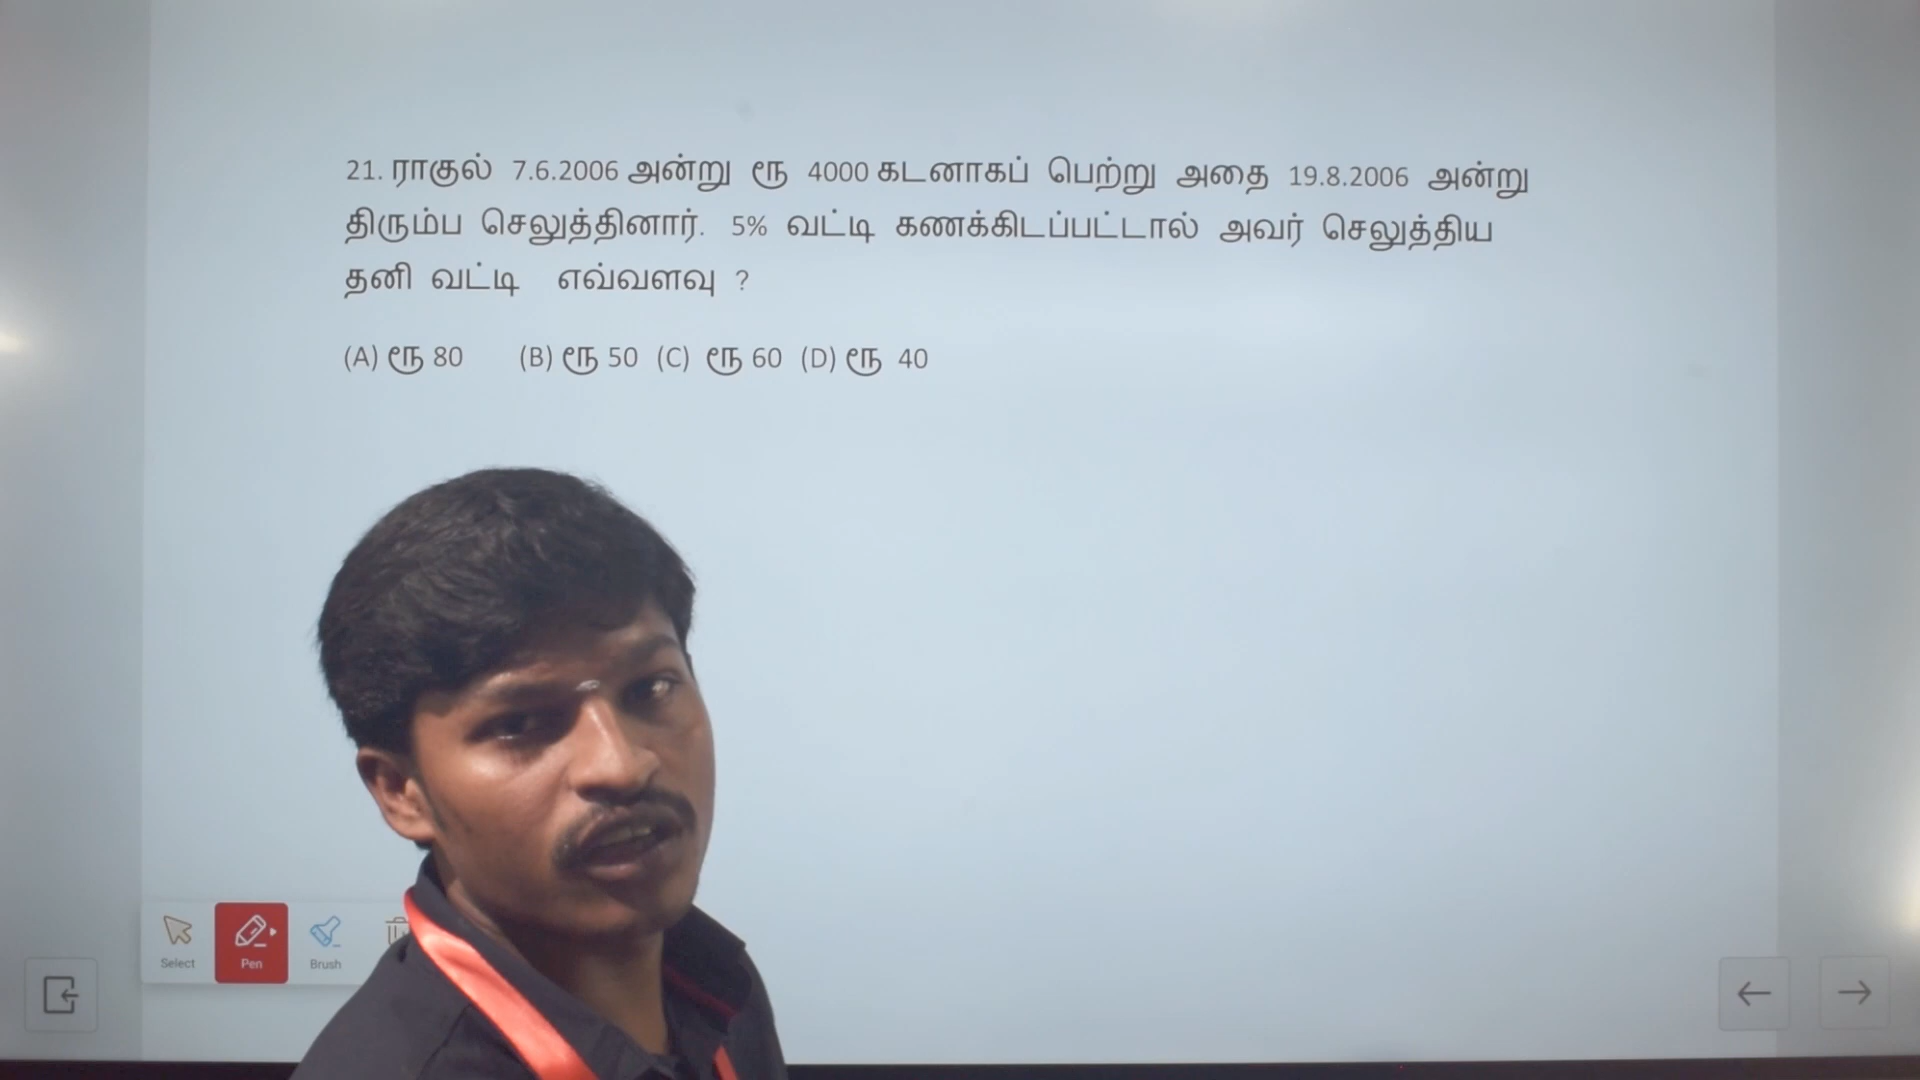 21. ராகுல் 7.6.2006 அன்று ரூ 4000 கடனாகப் பெற்று அதை 19.8.2006 அன்று
திரும்ப செலுத்தினார். 5% வட்டி கணக்கிடப்பட்டால் அவர் செலுத்திய
தனி வட்டி எவ்வளவு ?
(A) ரூ 80 (B) ரூ 50 (C) ரூ 60 (D) ரூ 40
Select Pen Brush